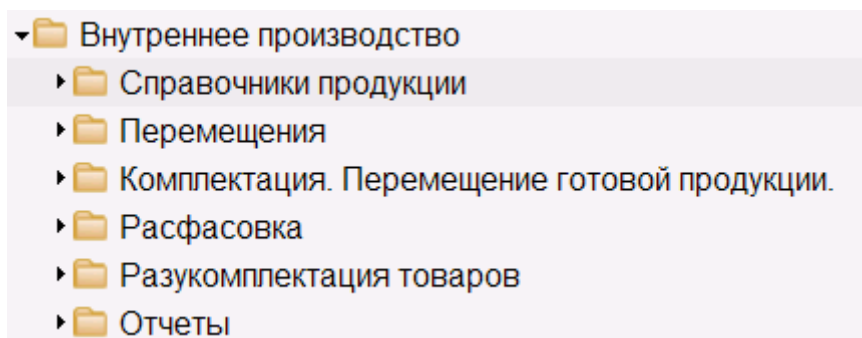 Внутреннее производство
Справочники продукции
Перемещения
Комплектация. Перемещение готовой продукции.
Расфасовка
Разукомплектация товаров
Отчеты